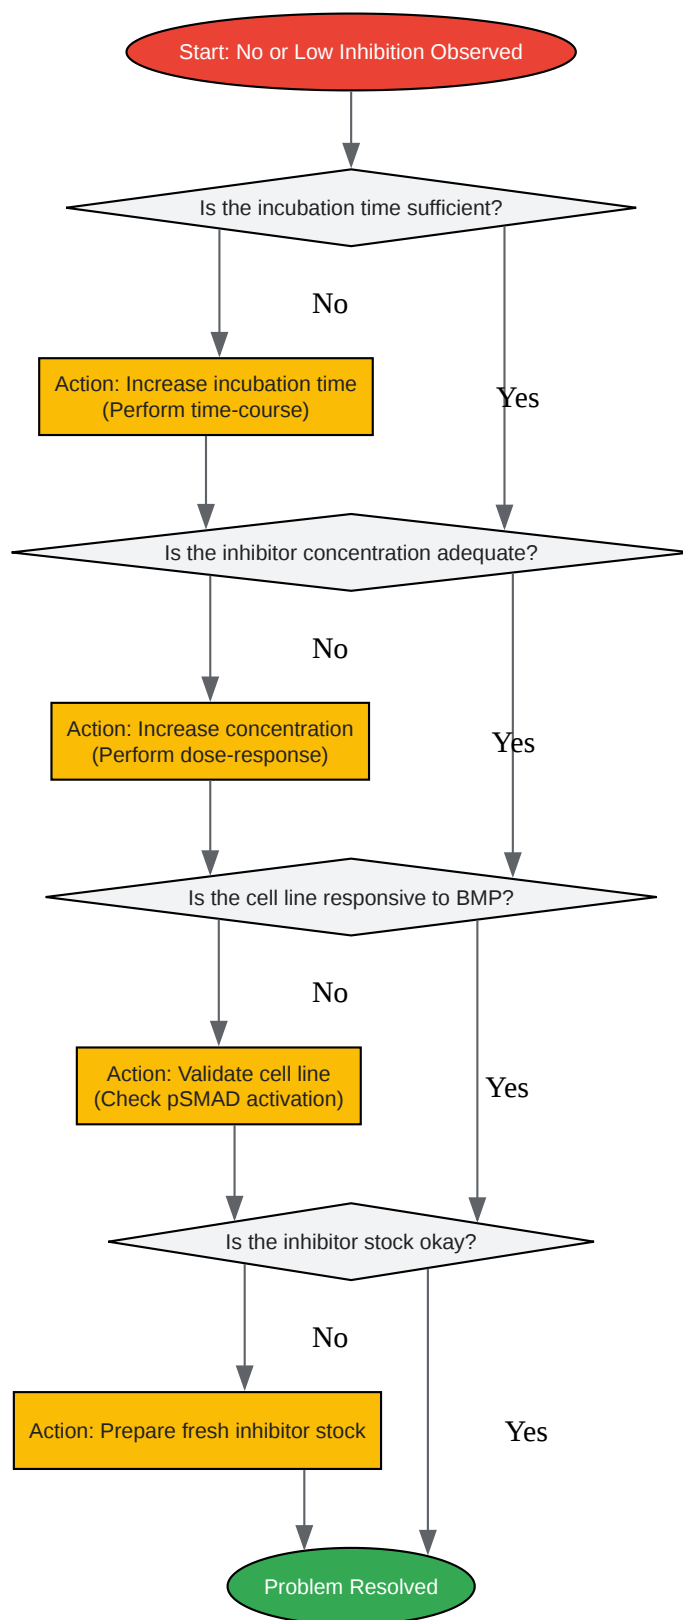 Start: No or Low Inhibition Observed
Is the incubation time sufficient?
No
Action: Increase incubation time
(Perform time-course)
Yes
Is the inhibitor concentration adequate?
No
Action: Increase concentration
(Perform dose-response)
Yes
Is the cell line responsive to BMP?
No
Action: Validate cell line
(Check pSMAD activation)
Yes
Is the inhibitor stock okay?
No
Action: Prepare fresh inhibitor stock
Yes
Problem Resolved